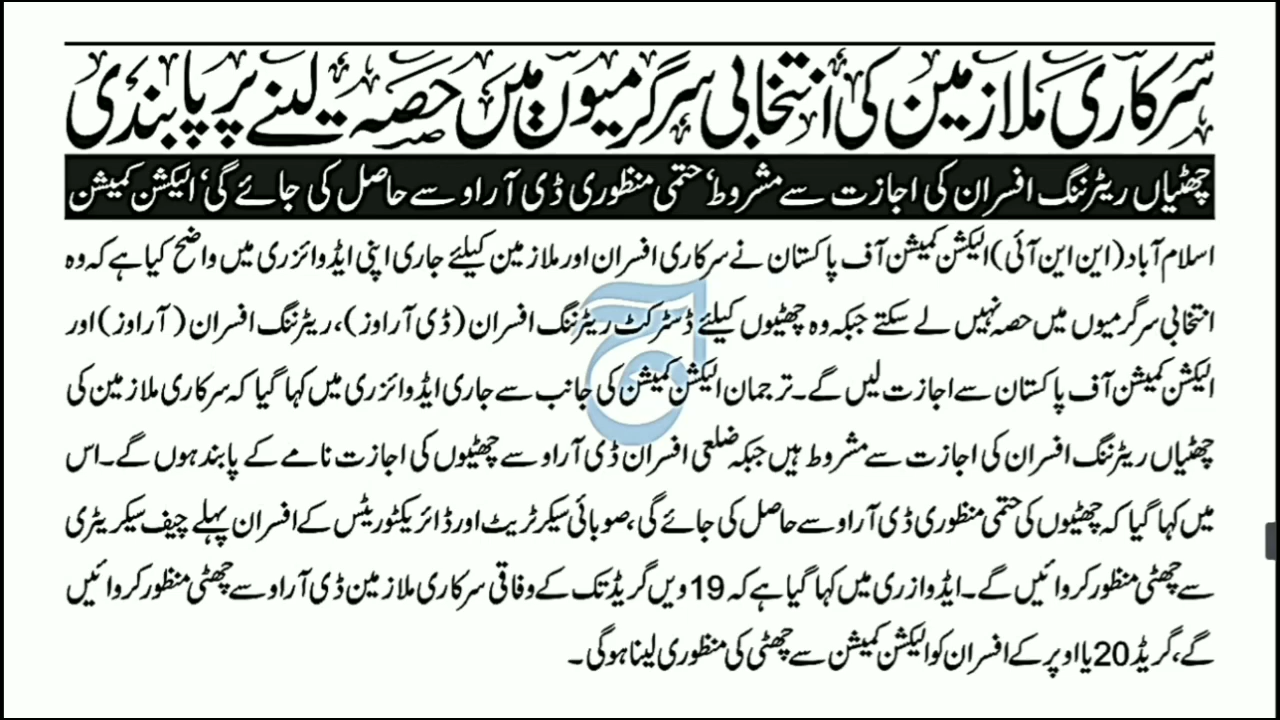 سرکاری ملازمین کی انتخابی سرگرمیوں میں حصہ لینے پر پابندی
چھٹیاں ریٹرننگ افسران کی اجازت سے مشروط، حتمی منظوری ڈی آر او سے حاصل کی جائے گی، الیکشن کمیشن
اسلام آباد (این این آئی) الیکشن کمیشن آف پاکستان نے سرکاری افسران اور ملازمین کیلئے جاری اپنی ایڈوائزری میں واضح کیا ہے کہ وہ
انتخابی سرگرمیوں میں حصہ نہیں لے سکتے جبکہ وہ چھٹیوں کیلئے ڈسٹرکٹ ریٹرننگ افسران (ڈی آر اوز)، ریٹرننگ افسران (آر اوز) اور
الیکشن کمیشن آف پاکستان سے اجازت لیں گے۔ ترجمان الیکشن کمیشن کی جانب سے جاری ایڈوائزری میں کہا گیا کہ سرکاری ملازمین کی
چھٹیاں ریٹرننگ افسران کی اجازت سے مشروط ہیں جبکہ ضلعی افسران ڈی آر او سے چھٹیوں کی اجازت نامے کے پابند ہوں گے۔ اس
میں کہا گیا کہ چھٹیوں کی حتمی منظوری ڈی آر او سے حاصل کی جائے گی، صوبائی سیکرٹریٹ اور ڈائریکٹوریٹس کے افسران پہلے چیف سیکریٹری
سے چھٹی منظور کروائیں گے۔ ایڈوازری میں کہا گیا ہے کہ 19 ویں گریڈ تک کے وفاقی سرکاری ملازمین ڈی آر او سے چھٹی منظور کروائیں
گے، گریڈ 20 یا اوپر کے افسران کو الیکشن کمیشن سے چھٹی کی منظوری لینا ہو گی۔